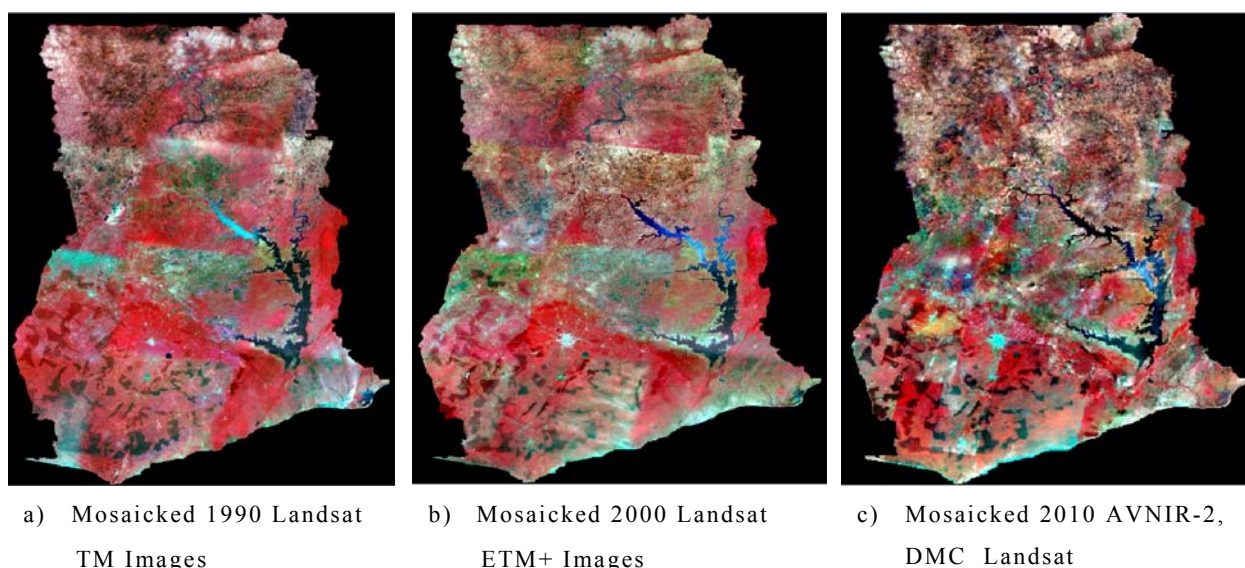 a) Mosaicked 1990 Landsat
TM Images
b) Mosaicked 2000 Landsat
ETM+ Images
c) Mosaicked 2010 AVNIR-2,
DMC Landsat